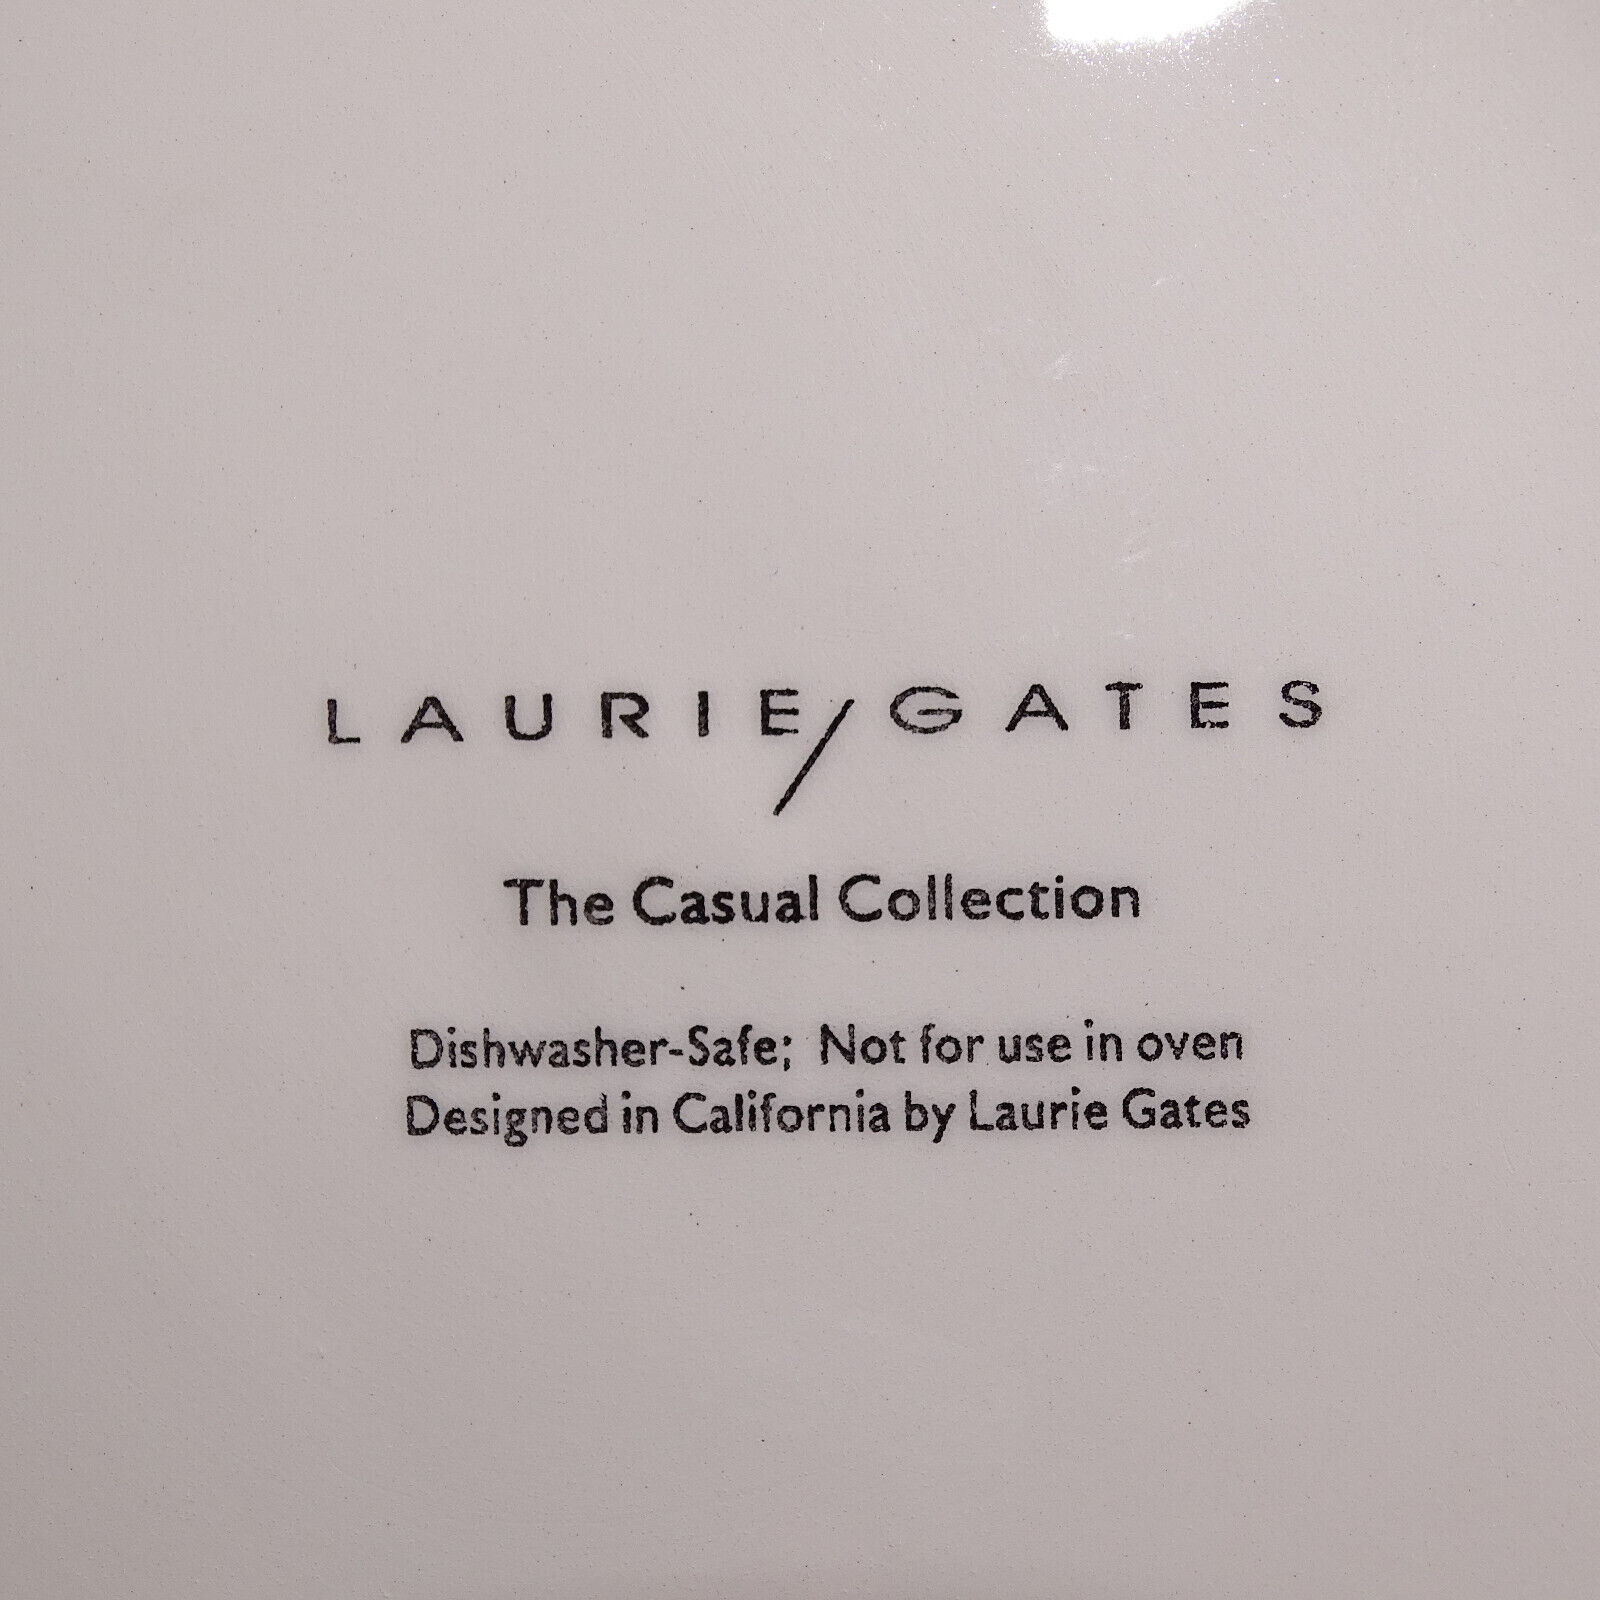 LAURIE/GATES
The Casual Collection
Dishwasher-Safe; Not for use in oven
Designed in California by Laurie Gates